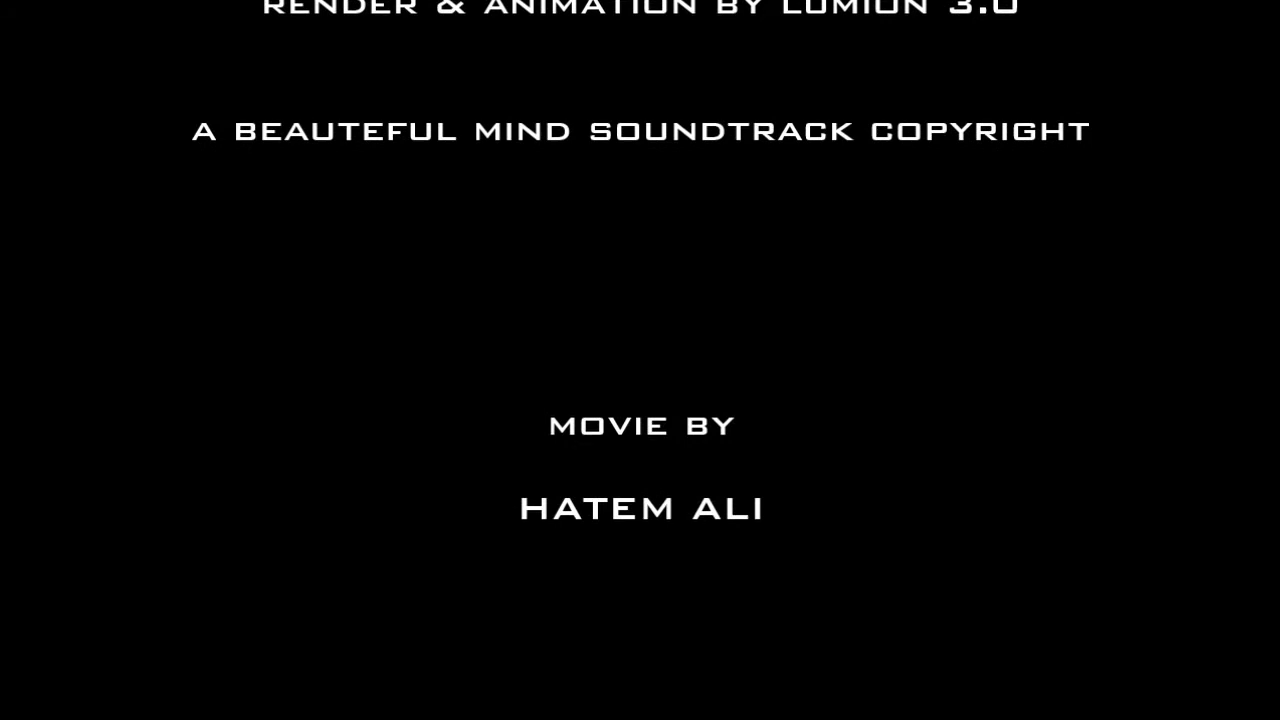 RENDER & ANIMATION BY LUMION 3.0
A BEAUTEFUL MIND SOUNDTRACK COPYRIGHT
MOVIE BY
HATEM ALI